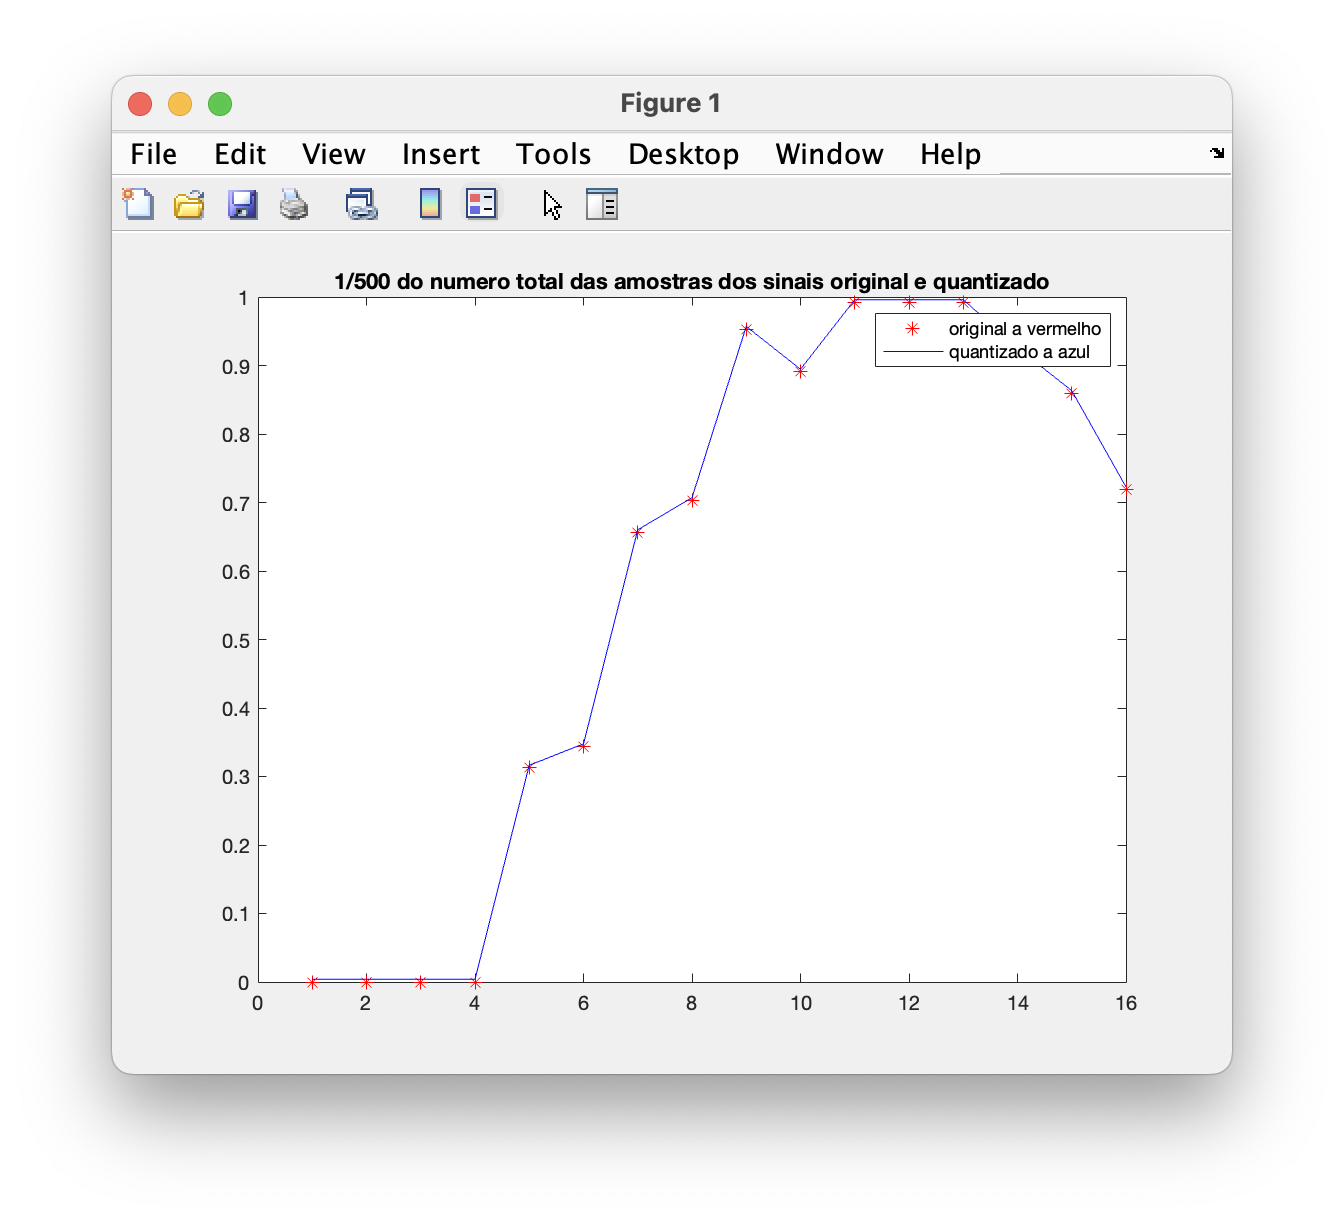 Figure 1
File Edit View Insert Tools Desktop Window Help
1/500 do numero total das amostras dos sinais original e quantizado
original a vermelho
quantizado a azul
1
0.9
0.8
0.7
0.6
0.5
0.4
0.3
0.2
0.1
0
0 2 4 6 8 10 12 14 16